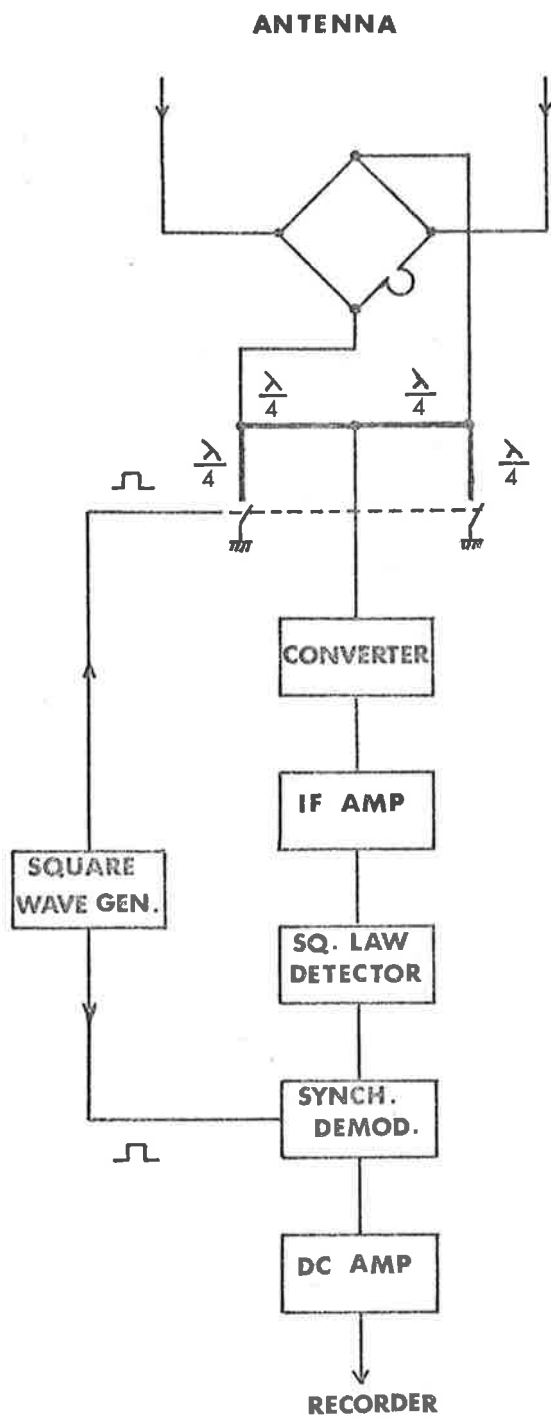 ANTENNA
λ/4
λ/4
λ/4
λ/4
CONVERTER
IF AMP
SQUARE
WAVE GEN.
SQ. LAW
DETECTOR
SYNCH.
DEMOD.
DC AMP
RECORDER